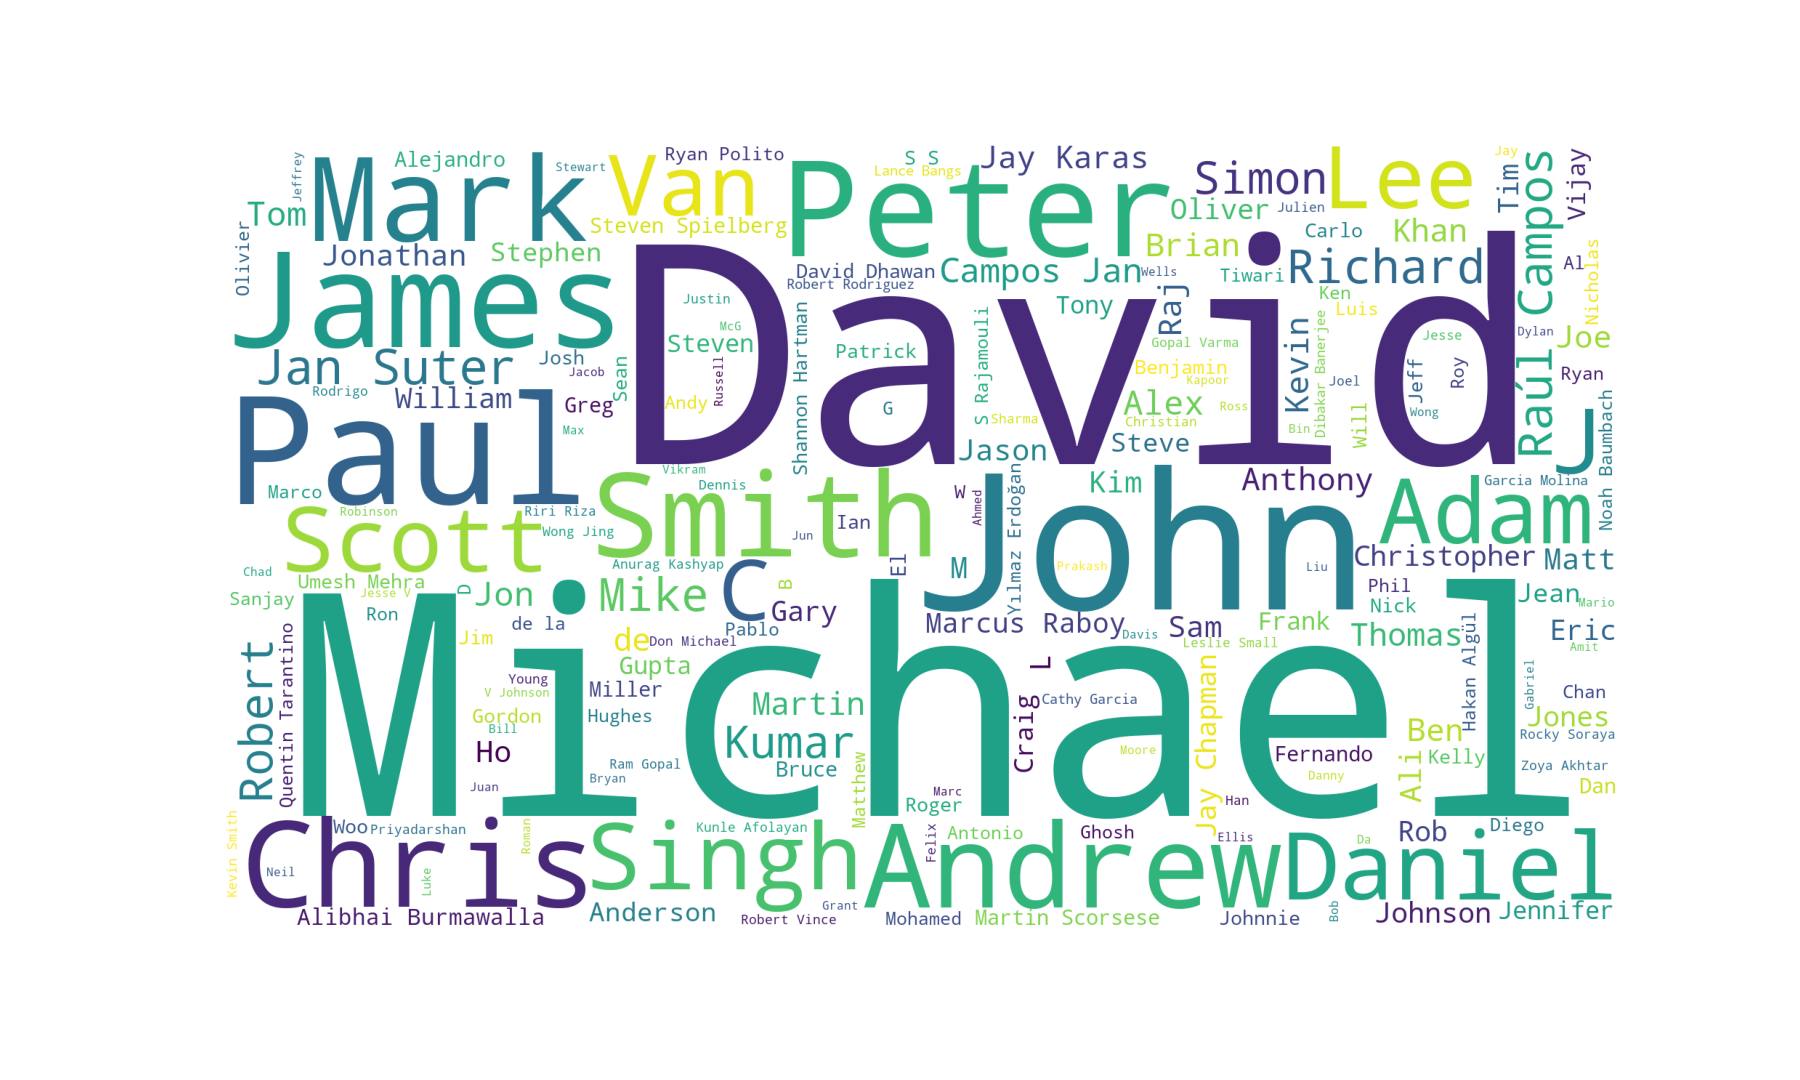 Jeffrey
Alejandro
Stewart
Mark
Van
Ryan Polito
Peter
S S
Lance Bangs
Jay Karas
Simon
Lee
Jay
Tim
Campos
Vijay
Tom
Steven Spielberg
Oliver
Julien
Olivier
Jonathan
Stephen
Brian
Carlo
Khan
James
David
David Dhawan
Robert Rodriguez
Campos Jan
Wells
Tiwari
Richard
Raúl Campos
Al
Nicholas
Justin
McG
Steven
Tony
Raj
Ken
Luis
Dylan
Joe
Jan Suter
Josh
Jacob
Sean
Russell
Patrick
Shannon Hartman
S Rajamouli
Gopal Varma
Benjamin
Kapoor
Kevin
Dibakar Banerjee
Joel
Jeff
Jesse
Roy
Ryan
Rodrigo
William
Greg
Andy
G
Sharma
Alex
Christian
Ross
Bin
Will
Wong
J
Noah Baumbach
Paul
Max
Jason
Steve
Vikram
Dennis
Marco
Smith
W
Ahmed
Yılmaz Erdoğan
Kim
Anthony
Garcia Molina
Adam
Robinson
Riri Riza
Scott
Wong Jing
Jun
Ian
John
Christopher
Matt
Chad
Umesh Mehra
Jesse V
Anurag Kashyap
El
M
Prakash
Liu
Sanjay
Ron
D
Jon
Mike
C
B
Gary
Phil
Nick
Jean
Mario
Michael
de la
Jim
de
Don Michael
Pablo
Marcus Raboy
Davis
Sam
Leslie Small
Frank
Thomas
Hakan Algül
Eric
Amit
Robert
Quentin Tarantino
Young
V Johnson
Gordon
Bill
Gupta
Miller
Hughes
Martin
Craig L
Cathy Garcia
Jay Chapman
Gabriel
Chan
Jones
Ho
Kumar
Moore
Ben
Rocky Soraya
Juan
Ram Gopal
Bryan
Bruce
Matthew
Fernando
Danny
Ali
Kelly
Zoya Akhtar
Dan
Marc
Roger
Han
Kevin Smith
Woo
Priyadarshan
Roman
Kunle Afolayan
Felix
Antonio
Ghosh
Ellis
Da
Rob
Diego
Chris
Neil
Luke
Singh
Andrew
Daniel
Alibhai Burmawalla
Anderson
Robert Vince
Grant
Mohamed
Martin Scorsese
Johnnie
Bob
Johnson
Jennifer